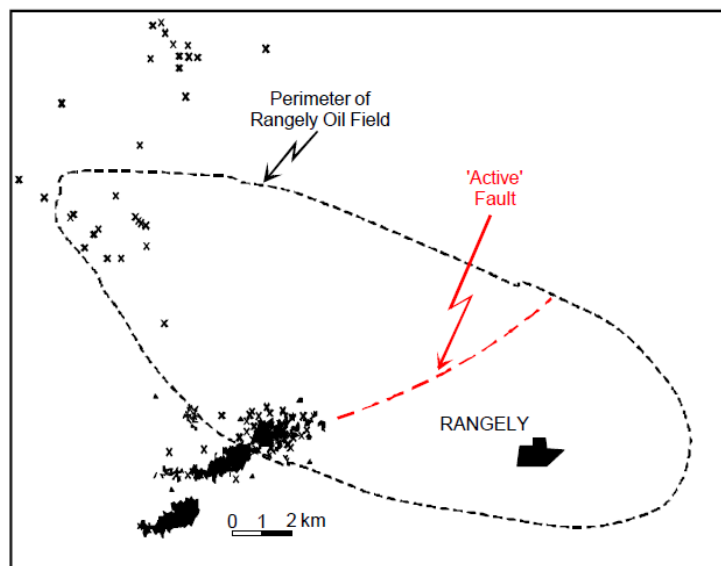 Perimeter of
Rangely Oil Field
'Active'
Fault
RANGELY
0 1 2 km